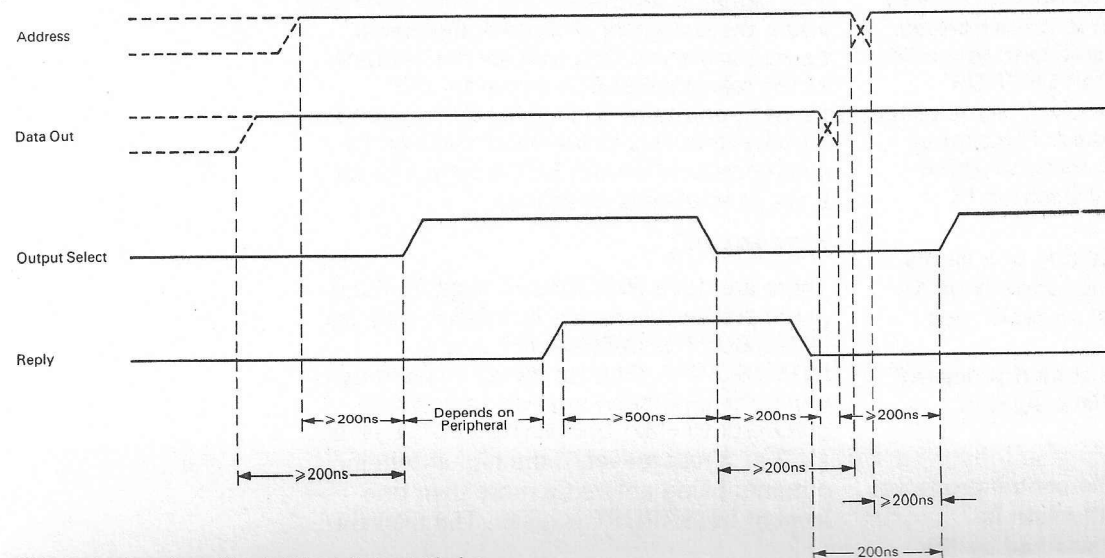 Address
Data Out
Output Select
Reply
≥200ns
Depends on
Peripheral
>500ns
≥200ns
≥200ns
≥200ns
≥200ns
≥200ns
200ns